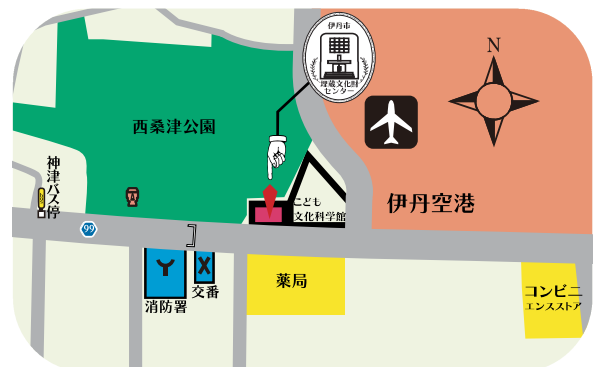 伊丹市
埋蔵文化財
センター
N
西桑津公園
神津バス停
伊丹空港
こども
文化科学館
99
消防署
交番
薬局
コンビニ
エンスストア